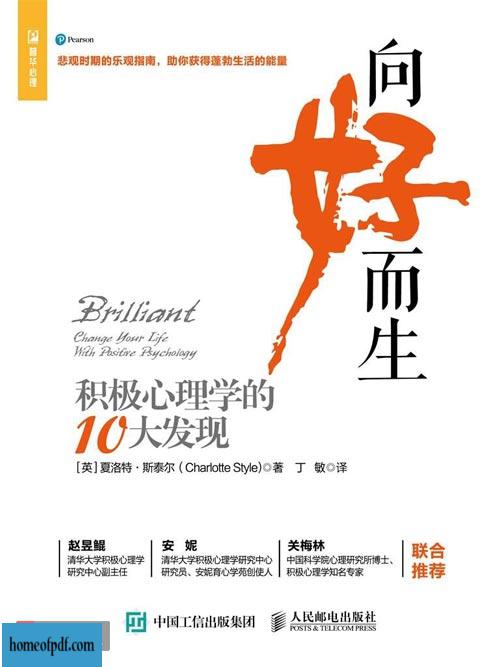 普华心理
Pearson
悲观时期的乐观指南，助你获得蓬勃生活的能量
向
好
而
生
Brilliant
Change Your Life
With Positive Psychology
积极心理学的
10大发现
[英]夏洛特·斯泰尔（Charlotte Style）著 丁 敏 译
赵昱鲲
清华大学积极心理学
研究中心副主任
安 妮
清华大学积极心理学研究中心
研究员、安妮育心学苑创使人
关梅林
中国科学院心理研究所博士、
积极心理学知名专家
联合
推荐
中国工信出版集团
人民邮电出版社
POSTS & TELECOM PRESS
homeofpdf.com